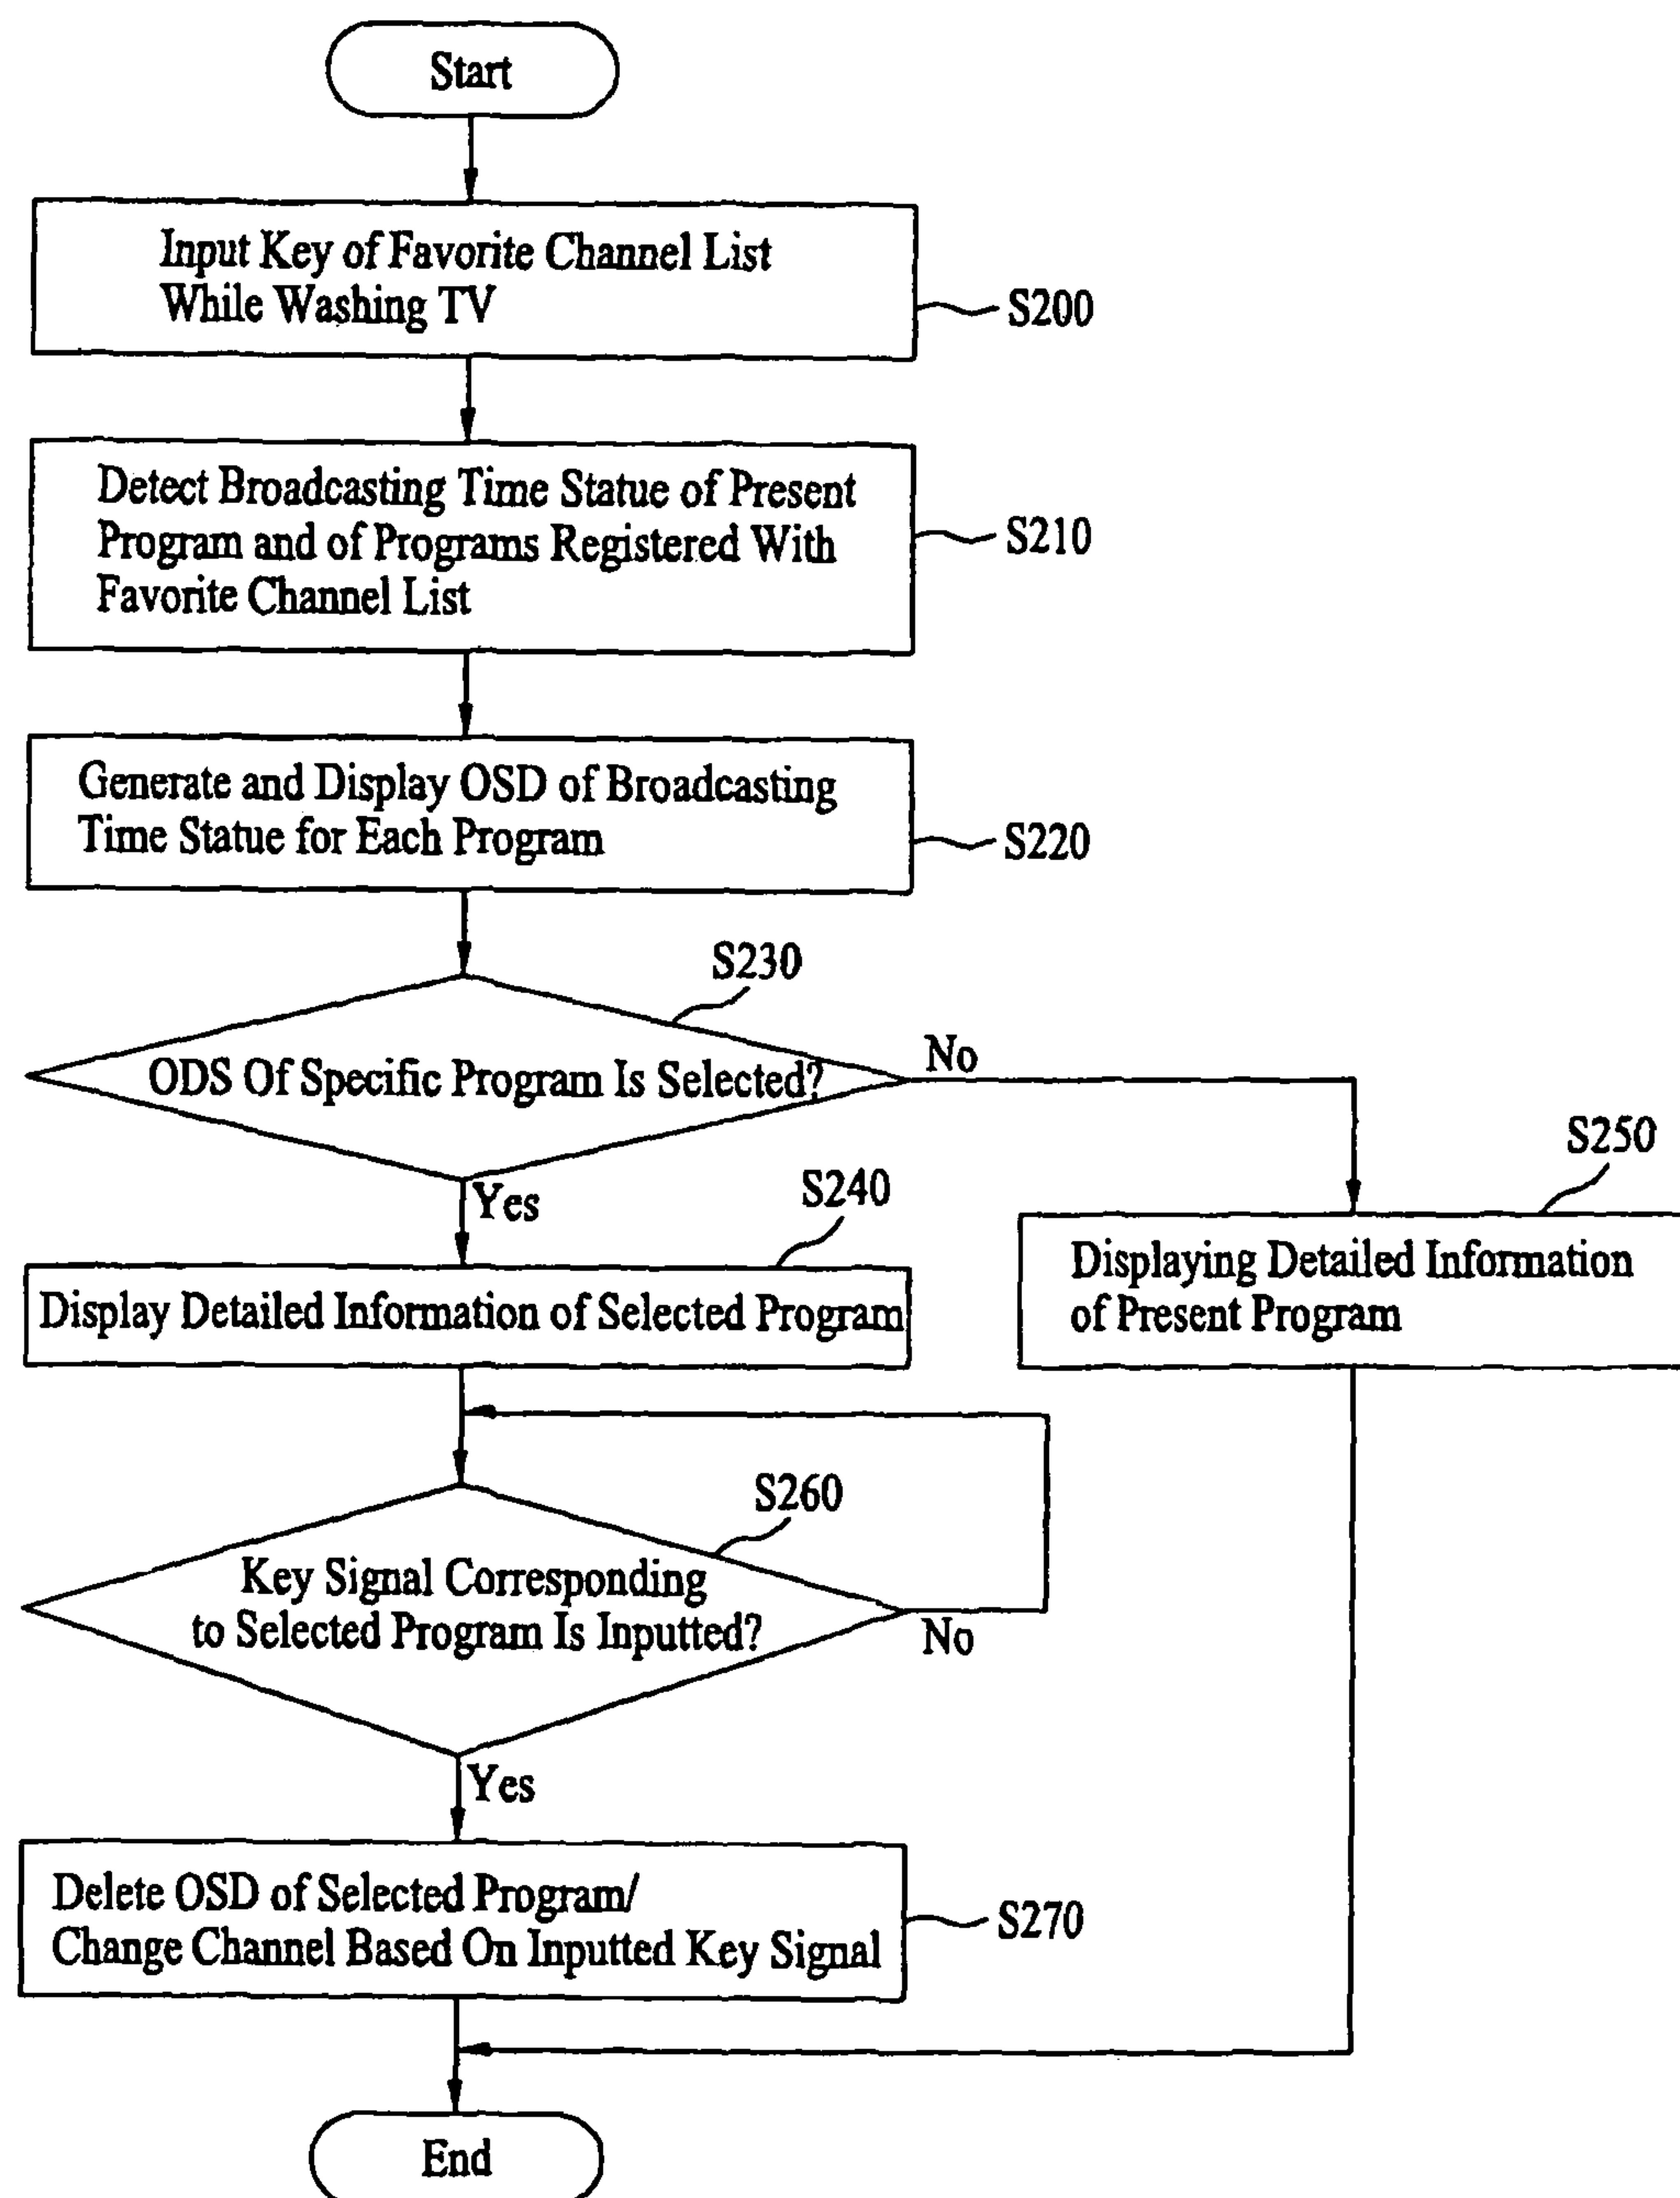 Start
Input Key of Favorite Channel List
While Washing TV
S200
Detect Broadcasting Time Statue of Present
Program and of Programs Registered With
Favorite Channel List
S210
Generate and Display OSD of Broadcasting
Time Statue for Each Program
S220
S230
ODS Of Specific Program Is Selected?
No
Yes
S240
S250
Display Detailed Information of Selected Program
Displaying Detailed Information
of Present Program
S260
Key Signal Corresponding
to Selected Program Is Inputted?
No
Yes
Delete OSD of Selected Program/
Change Channel Based On Inputted Key Signal
S270
End